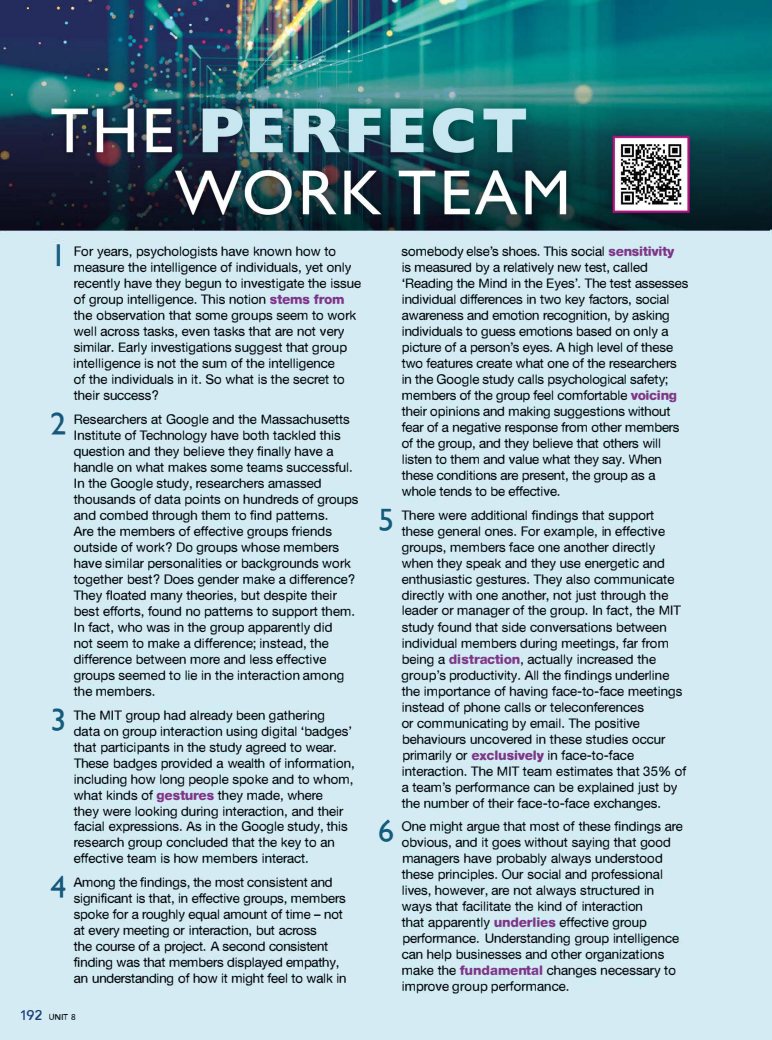 THE PERFECT
WORK TEAM
1 For years, psychologists have known how to
measure the intelligence of individuals, yet only
recently have they begun to investigate the issue
of group intelligence. This notion stems from
the observation that some groups seem to work
well across tasks, even tasks that are not very
similar. Early investigations suggest that group
intelligence is not the sum of the intelligence
of the individuals in it. So what is the secret to
their success?
2 Researchers at Google and the Massachusetts
Institute of Technology have both tackled this
question and they believe they finally have a
handle on what makes some teams successful.
In the Google study, researchers amassed
thousands of data points on hundreds of groups
and combed through them to find patterns.
Are the members of effective groups friends
outside of work? Do groups whose members
have similar personalities or backgrounds work
together best? Does gender make a difference?
They floated many theories, but despite their
best efforts, found no patterns to support them.
In fact, who was in the group apparently did
not seem to make a difference; instead, the
difference between more and less effective
groups seemed to lie in the interaction among
the members.
3 The MIT group had already been gathering
data on group interaction using digital ‘badges’
that participants in the study agreed to wear.
These badges provided a wealth of information,
including how long people spoke and to whom,
what kinds of gestures they made, where
they were looking during interaction, and their
facial expressions. As in the Google study, this
research group concluded that the key to an
effective team is how members interact.
4 Among the findings, the most consistent and
significant is that, in effective groups, members
spoke for a roughly equal amount of time – not
at every meeting or interaction, but across
the course of a project. A second consistent
finding was that members displayed empathy,
an understanding of how it might feel to walk in
somebody else’s shoes. This social sensitivity
is measured by a relatively new test, called
‘Reading the Mind in the Eyes’. The test assesses
individual differences in two key factors, social
awareness and emotion recognition, by asking
individuals to guess emotions based on only a
picture of a person’s eyes. A high level of these
two features create what one of the researchers
in the Google study calls psychological safety;
members of the group feel comfortable voicing
their opinions and making suggestions without
fear of a negative response from other members
of the group, and they believe that others will
listen to them and value what they say. When
these conditions are present, the group as a
whole tends to be effective.
5 There were additional findings that support
these general ones. For example, in effective
groups, members face one another directly
when they speak and they use energetic and
enthusiastic gestures. They also communicate
directly with one another, not just through the
leader or manager of the group. In fact, the MIT
study found that side conversations between
individual members during meetings, far from
being a distraction, actually increased the
group’s productivity. All the findings underline
the importance of having face-to-face meetings
instead of phone calls or teleconferences
or communicating by email. The positive
behaviours uncovered in these studies occur
primarily or exclusively in face-to-face
interaction. The MIT team estimates that 35% of
a team’s performance can be explained just by
the number of their face-to-face exchanges.
6 One might argue that most of these findings are
obvious, and it goes without saying that good
managers have probably always understood
these principles. Our social and professional
lives, however, are not always structured in
ways that facilitate the kind of interaction
that apparently underlies effective group
performance. Understanding group intelligence
can help businesses and other organizations
make the fundamental changes necessary to
improve group performance.
192 UNIT 8